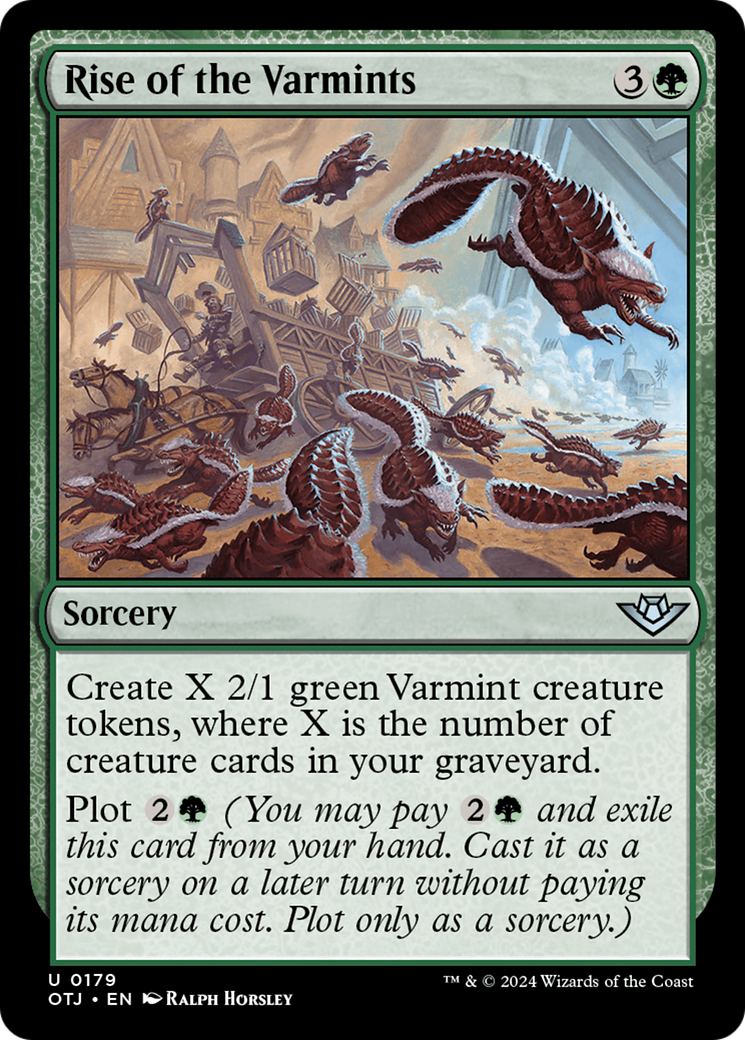 Rise of the Varmints 3
Sorcery
Create X 2/1 green Varmint creature
tokens, where X is the number of
creature cards in your graveyard.
Plot 2 (You may pay 2 and exile
this card from your hand. Cast it as a
sorcery on a later turn without paying
its mana cost. Plot only as a sorcery.)
U 0179
OTJ • EN Ralph Horsley
™ & © 2024 Wizards of the Coast